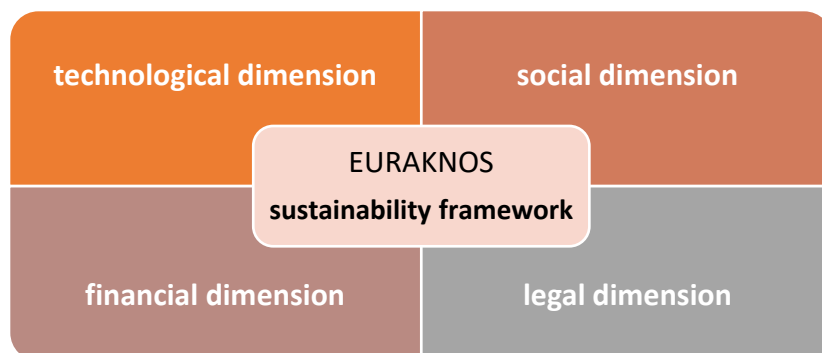 technological dimension
social dimension
EURAKNOS
sustainability framework
financial dimension
legal dimension